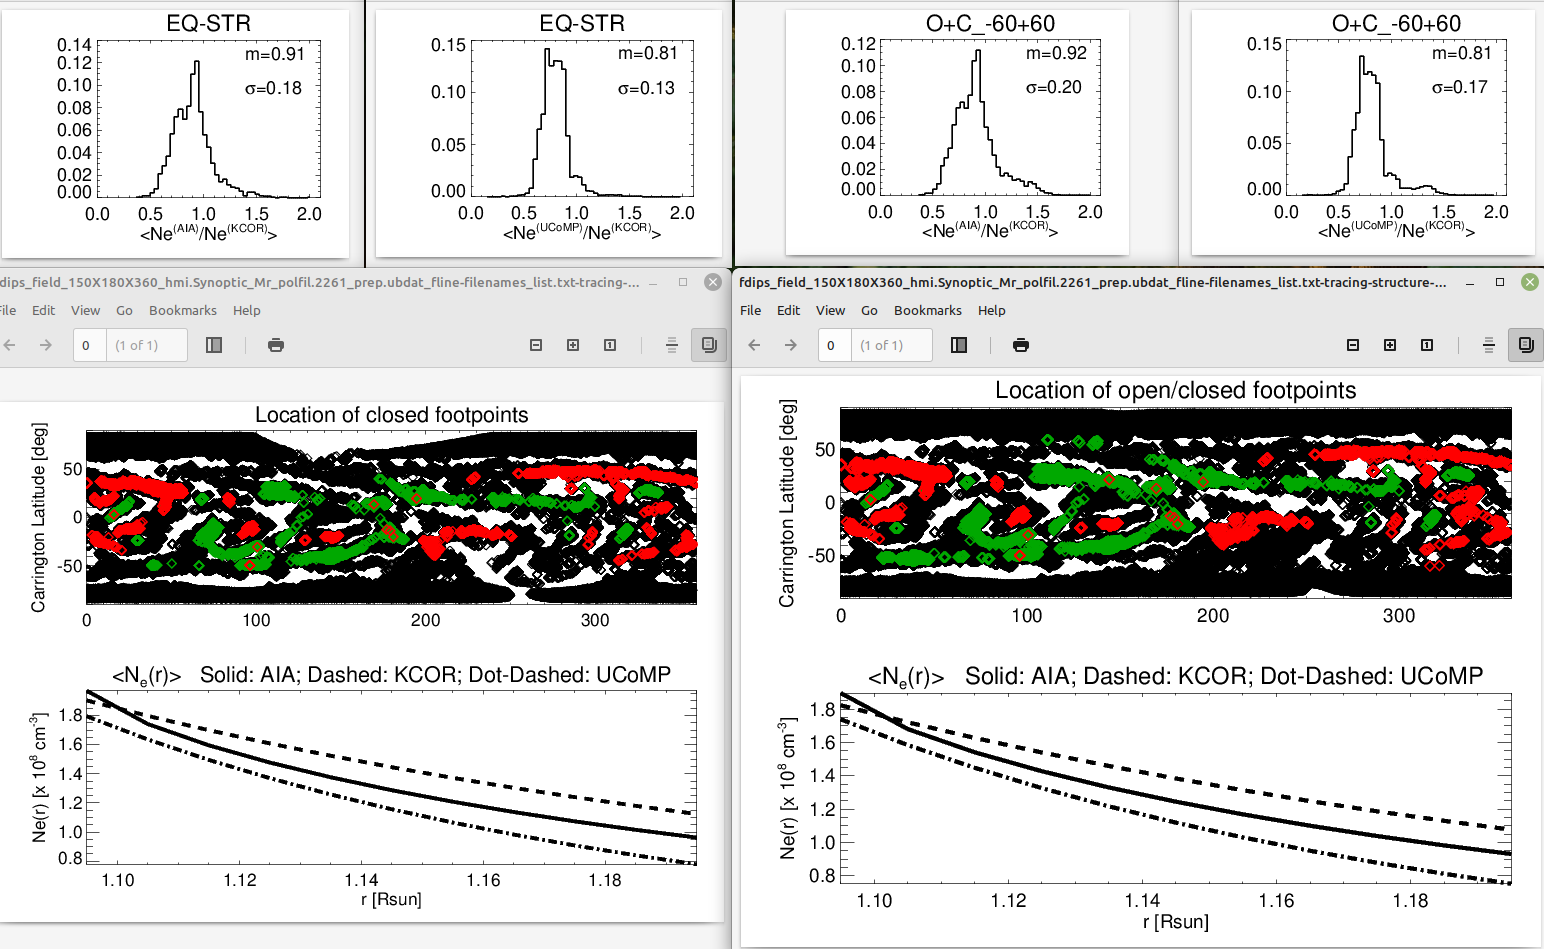 EQ-STR
0.14
0.12
0.10
0.08
0.06
0.04
0.02
0.00
m=0.91
σ=0.18
0.0 0.5 1.0 1.5 2.0
<Ne(AIA)/Ne(KCOR)>
EQ-STR
0.15
0.10
0.05
0.00
m=0.81
σ=0.13
0.0 0.5 1.0 1.5 2.0
<Ne(UCoMP)/Ne(KCOR)>
O+C_-60+60
0.12
0.10
0.08
0.06
0.04
0.02
0.00
m=0.92
σ=0.20
0.0 0.5 1.0 1.5 2.0
<Ne(AIA)/Ne(KCOR)>
O+C_-60+60
0.15
0.10
0.05
0.00
m=0.81
σ=0.17
0.0 0.5 1.0 1.5 2.0
<Ne(UCoMP)/Ne(KCOR)>
dips_field_150X180X360_hmi.Synoptic_Mr_polfil.2261_prep.ubdat_fline-filenames_list.txt-tracing-...
ile Edit View Go Bookmarks Help
0 (1 of 1)
Location of closed footpoints
Carrington Latitude [deg]
50
0
-50
0 100 200 300
<Ne(r)> Solid: AIA; Dashed: KCOR; Dot-Dashed: UCoMP
Ne(r) [x 10^8 cm^-3]
1.8
1.6
1.4
1.2
1.0
0.8
1.10 1.12 1.14 1.16 1.18
r [Rsun]
fdips_field_150X180X360_hmi.Synoptic_Mr_polfil.2261_prep.ubdat_fline-filenames_list.txt-tracing-structure-...
File Edit View Go Bookmarks Help
0 (1 of 1)
Location of open/closed footpoints
Carrington Latitude [deg]
50
0
-50
0 100 200 300
<Ne(r)> Solid: AIA; Dashed: KCOR; Dot-Dashed: UCoMP
Ne(r) [x 10^8 cm^-3]
1.8
1.6
1.4
1.2
1.0
0.8
1.10 1.12 1.14 1.16 1.18
r [Rsun]